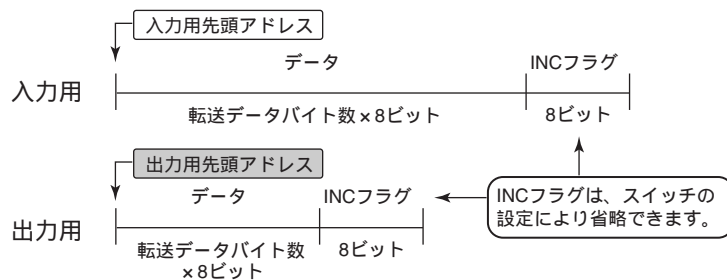 入力用先頭アドレス
データ
INCフラグ
入力用
転送データバイト数×8ビット
8ビット
出力用先頭アドレス
データ
INCフラグ
INCフラグは、スイッチの
設定により省略できます。
出力用
転送データバイト数
×8ビット
8ビット